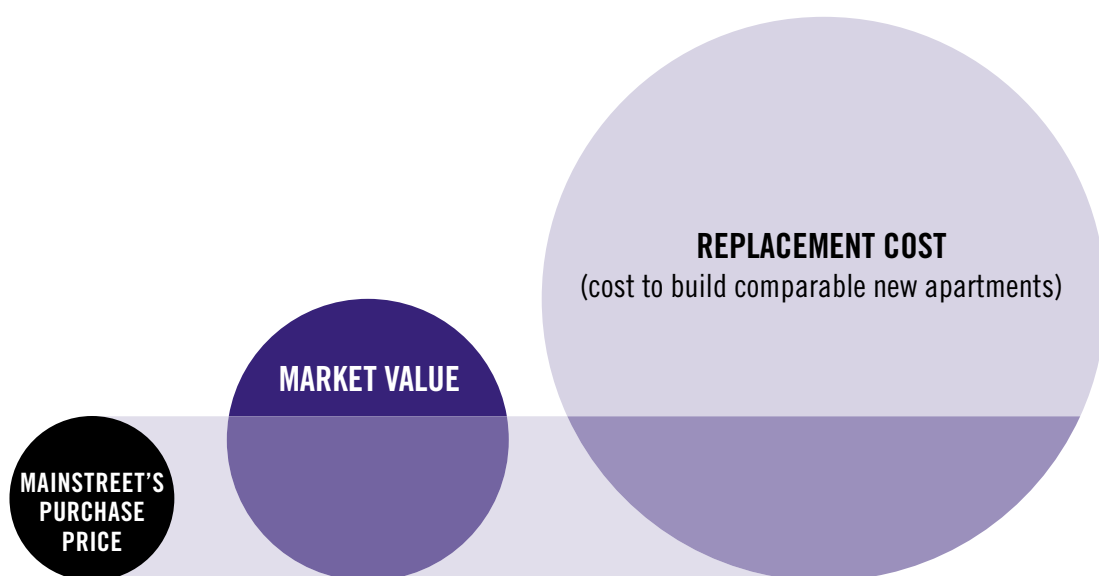 REPLACEMENT COST
(cost to build comparable new apartments)
MARKET VALUE
MAINSTREET’S
PURCHASE
PRICE